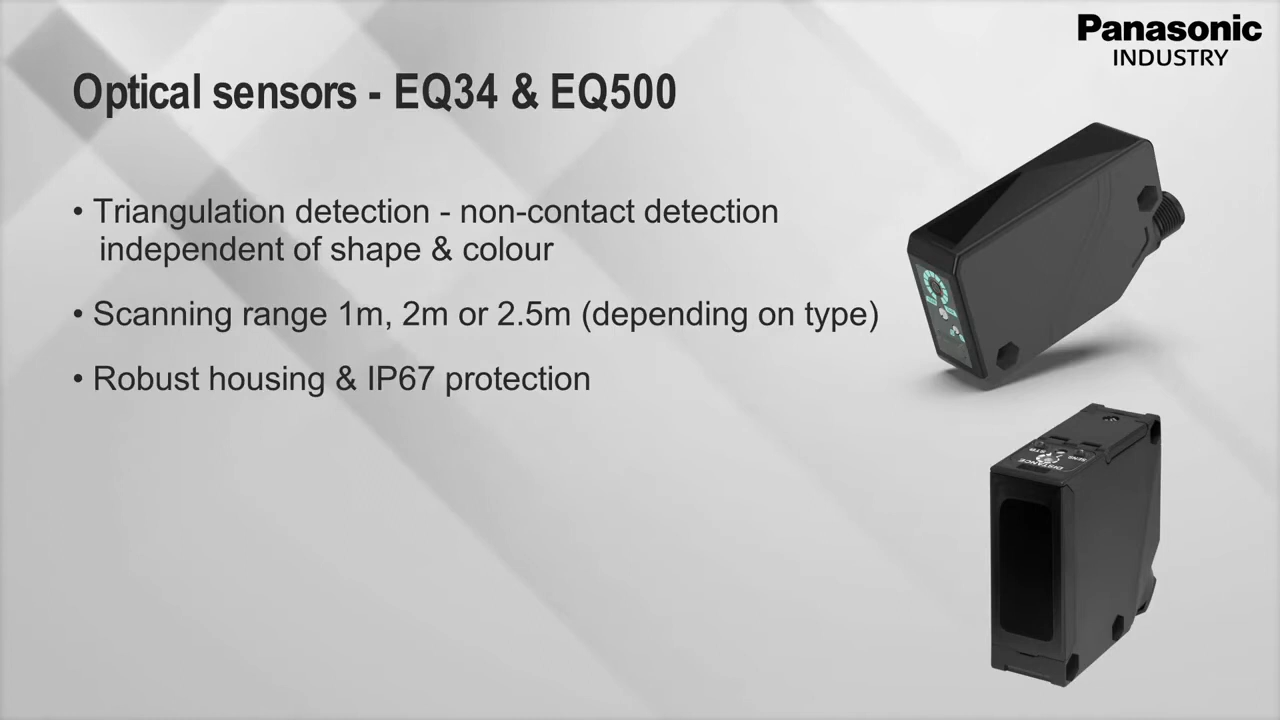 Panasonic
INDUSTRY
Optical sensors - EQ34 & EQ500
• Triangulation detection - non-contact detection
independent of shape & colour
• Scanning range 1m, 2m or 2.5m (depending on type)
• Robust housing & IP67 protection
DISTANCE